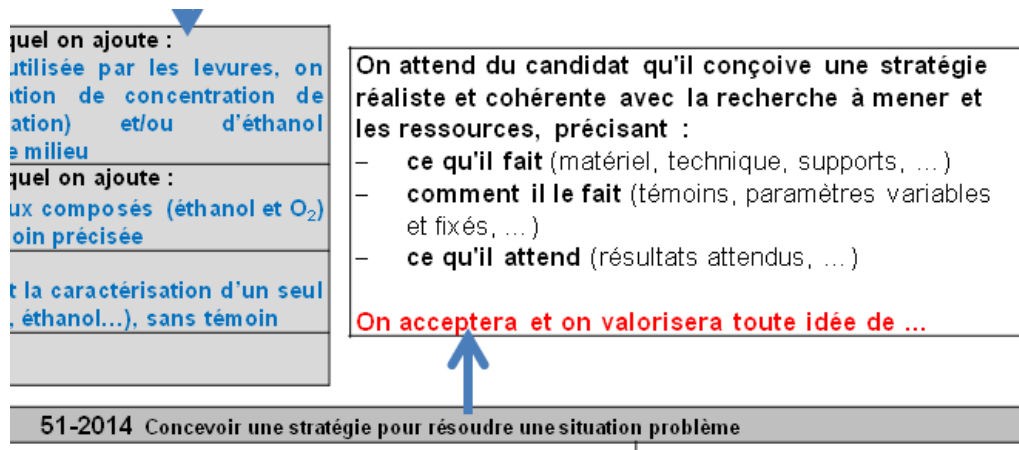 quel on ajoute :
utilisée par les levures, on
ation de concentration de
ation) et/ou d'éthanol
e milieu
quel on ajoute :
ux composés (éthanol et O₂)
oin précisée
t la caractérisation d'un seul
, éthanol...), sans témoin
On attend du candidat qu'il conçoive une stratégie
réaliste et cohérente avec la recherche à mener et
les ressources, précisant :
– ce qu'il fait (matériel, technique, supports, ...)
– comment il le fait (témoins, paramètres variables
et fixés, ...)
– ce qu'il attend (résultats attendus, ...)
On acceptera et on valorisera toute idée de ...
51-2014 Concevoir une stratégie pour résoudre une situation problème